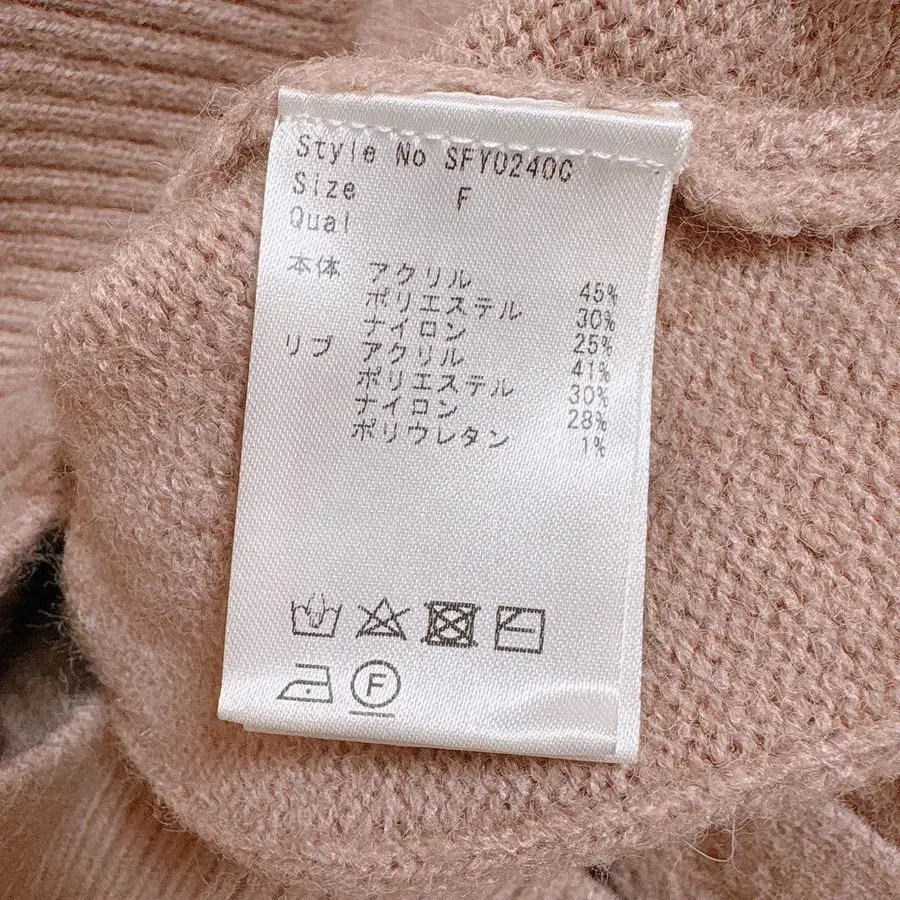 Style No SFY0240C
Size F
Qual
本体 アクリル 45%
ポリエステル 30%
ナイロン 25%
リブ アクリル 41%
ポリエステル 30%
ナイロン 28%
ポリウレタン 1%
F